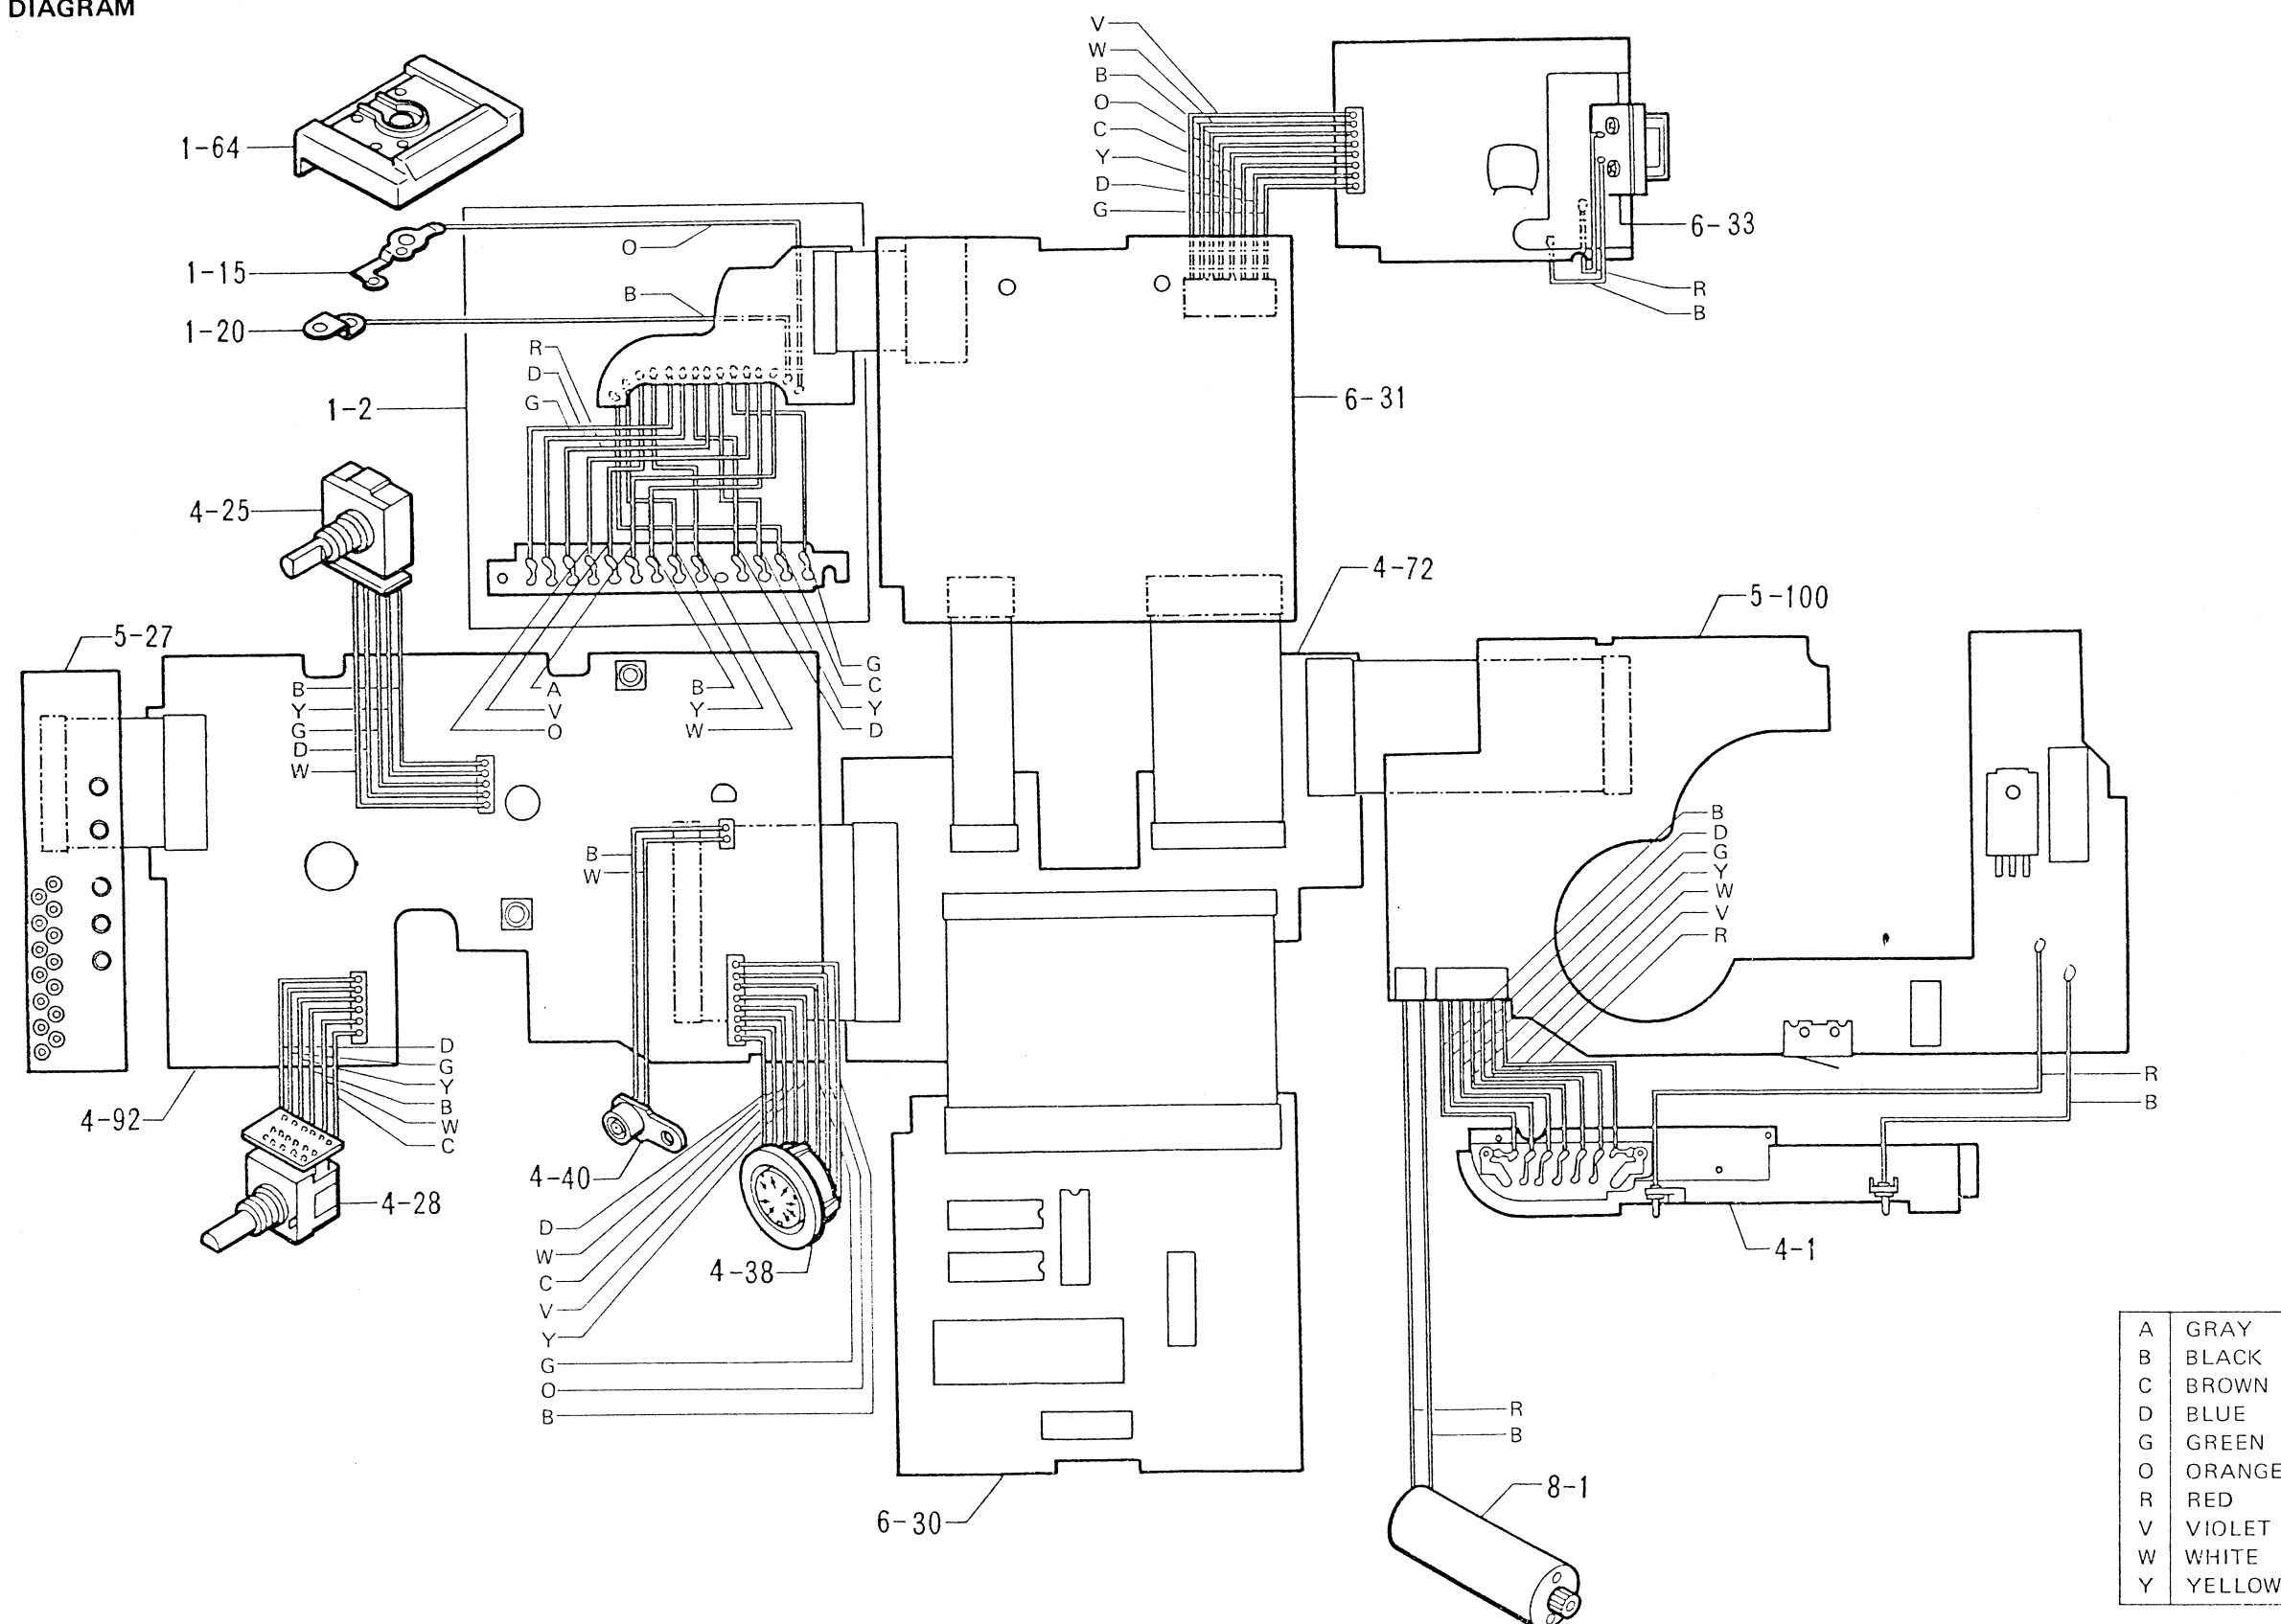 DIAGRAM
V
W
B
O
C
Y
D
G
1-64
6-33
1-15
O
R
B
B
1-20
R
D
G
1-2
6-31
4-25
4-72
5-100
5-27
B
Y
G
D
W
A
V
O
B
Y
W
G
C
Y
D
B
D
G
Y
W
V
R
B
W
D
G
Y
B
W
C
R
B
4-92
4-40
4-28
4-38
4-1
D
W
C
V
Y
G
O
B
R
B
8-1
6-30
A GRAY
B BLACK
C BROWN
D BLUE
G GREEN
O ORANGE
R RED
V VIOLET
W WHITE
Y YELLOW